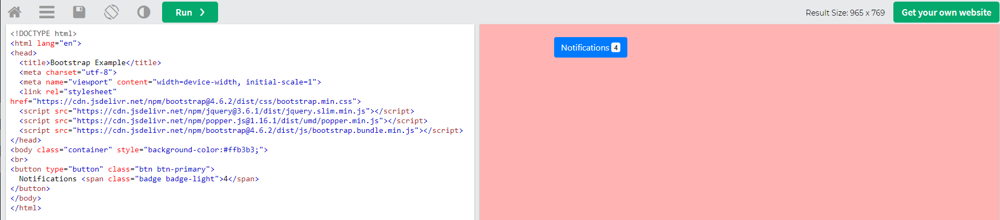 Run ❯
Result Size: 965 x 769
Get your own website
<!DOCTYPE html>
<html lang="en">
<head>
  <title>Bootstrap Example</title>
  <meta charset="utf-8">
  <meta name="viewport" content="width=device-width, initial-scale=1">
  <link rel="stylesheet"
href="https://cdn.jsdelivr.net/npm/bootstrap@4.6.2/dist/css/bootstrap.min.css">
  <script src="https://cdn.jsdelivr.net/npm/jquery@3.6.1/dist/jquery.slim.min.js"></script>
  <script src="https://cdn.jsdelivr.net/npm/popper.js@1.16.1/dist/umd/popper.min.js"></script>
  <script src="https://cdn.jsdelivr.net/npm/bootstrap@4.6.2/dist/js/bootstrap.bundle.min.js"></script>
</head>
<body class="container" style="background-color:#ffb3b3;">
<br>
<button type="button" class="btn btn-primary">
  Notifications <span class="badge badge-light">4</span>
</button>
</body>
</html>
Notifications 4